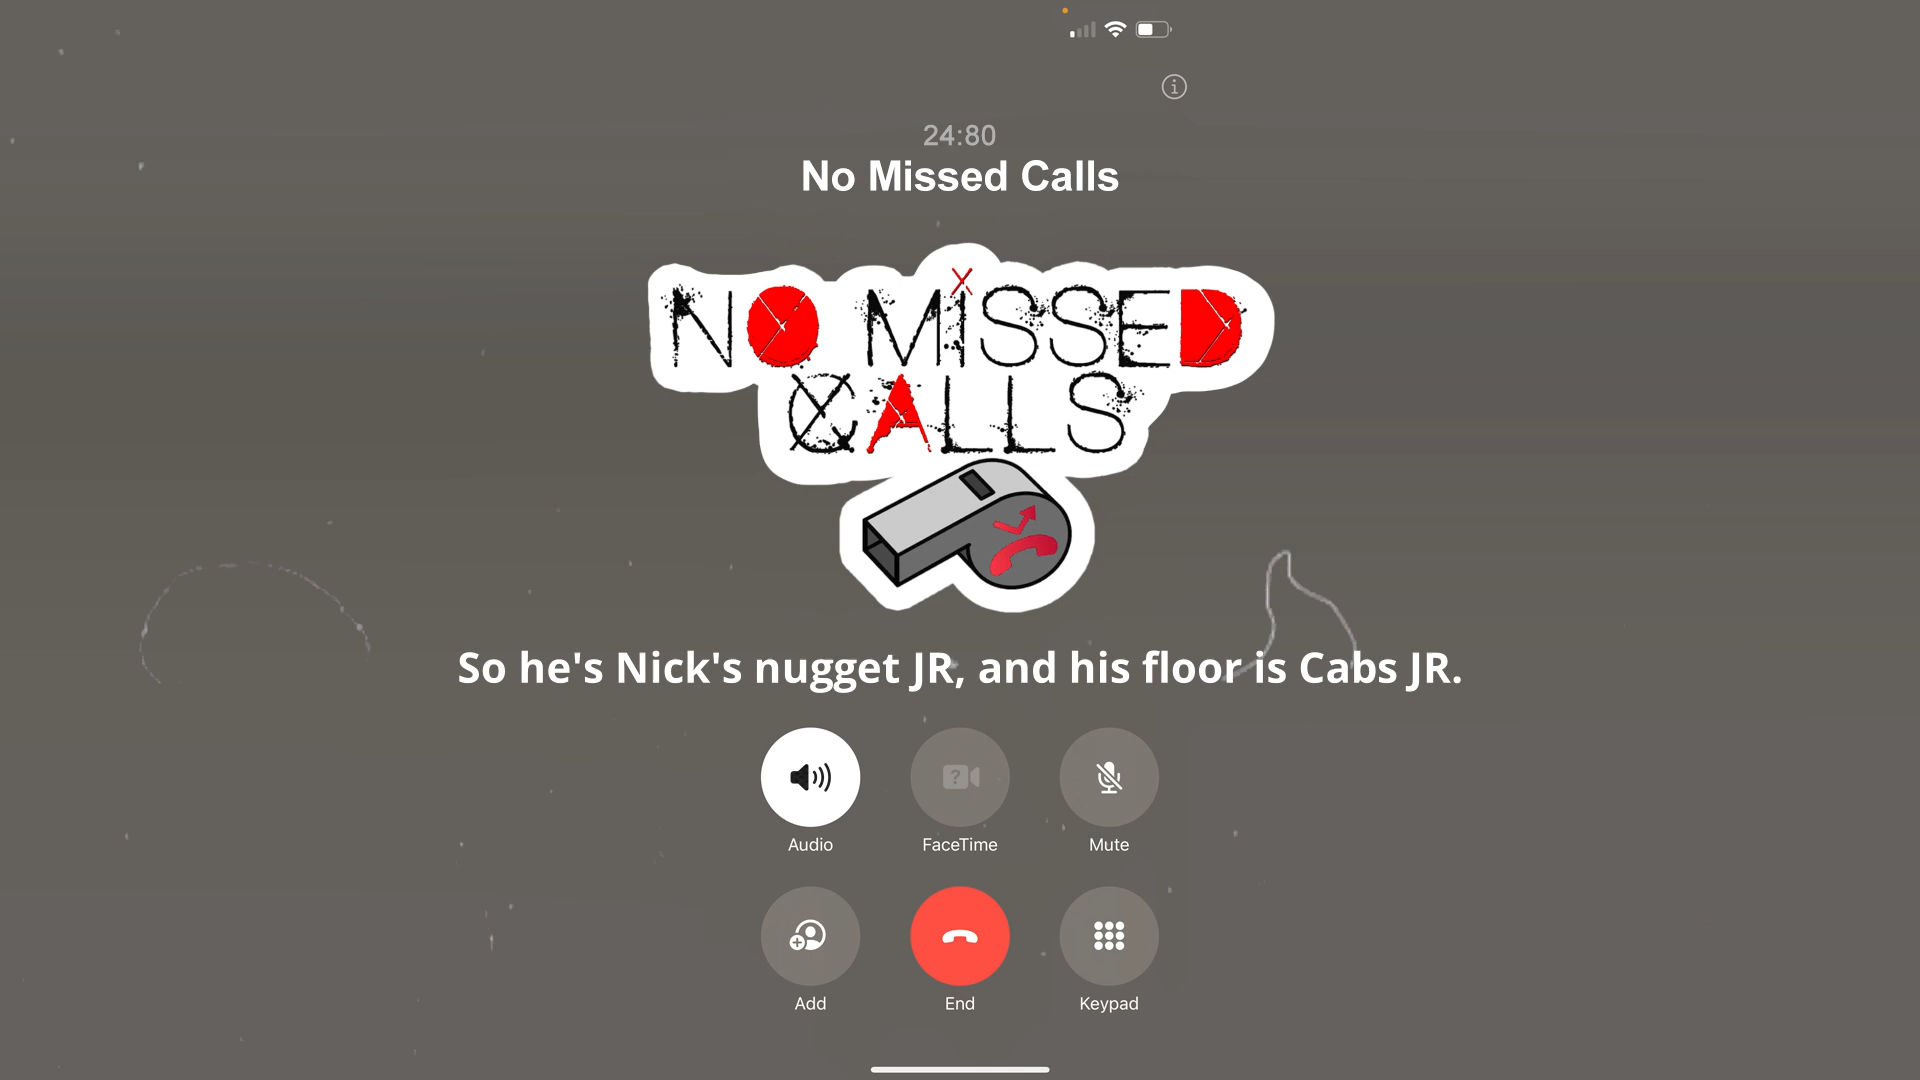 24:80
No Missed Calls
NO MISSED
CALLS
So he's Nick's nugget JR, and his floor is Cabs JR.
Audio
FaceTime
Mute
Add
End
Keypad